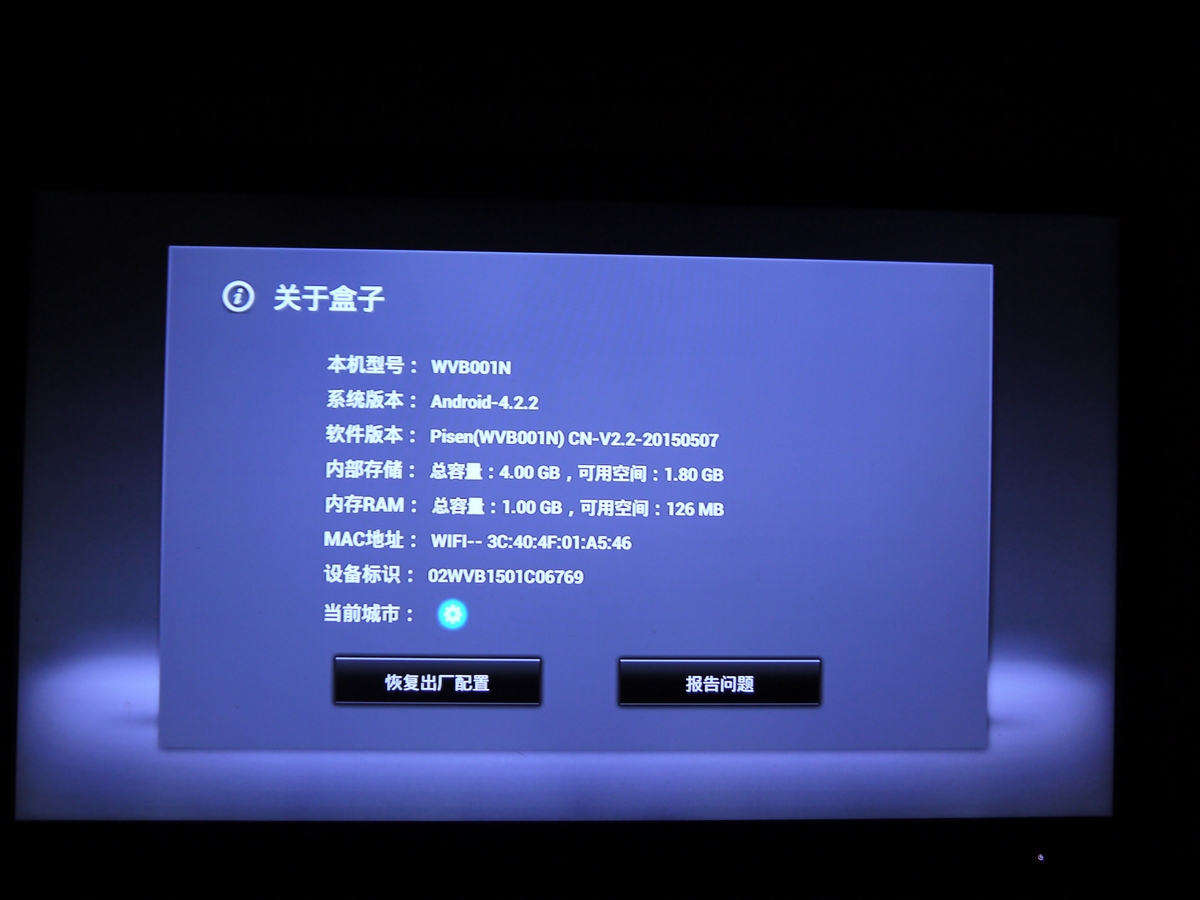 关于盒子
本机型号： WVB001N
系统版本： Android-4.2.2
软件版本： Pisen(WVB001N) CN-V2.2-20150507
内部存储： 总容量：4.00 GB，可用空间：1.80 GB
内存RAM： 总容量：1.00 GB，可用空间：126 MB
MAC地址： WIFI-- 3C:40:4F:01:A5:46
设备标识： 02WVB1501C06769
当前城市：
恢复出厂配置 报告问题